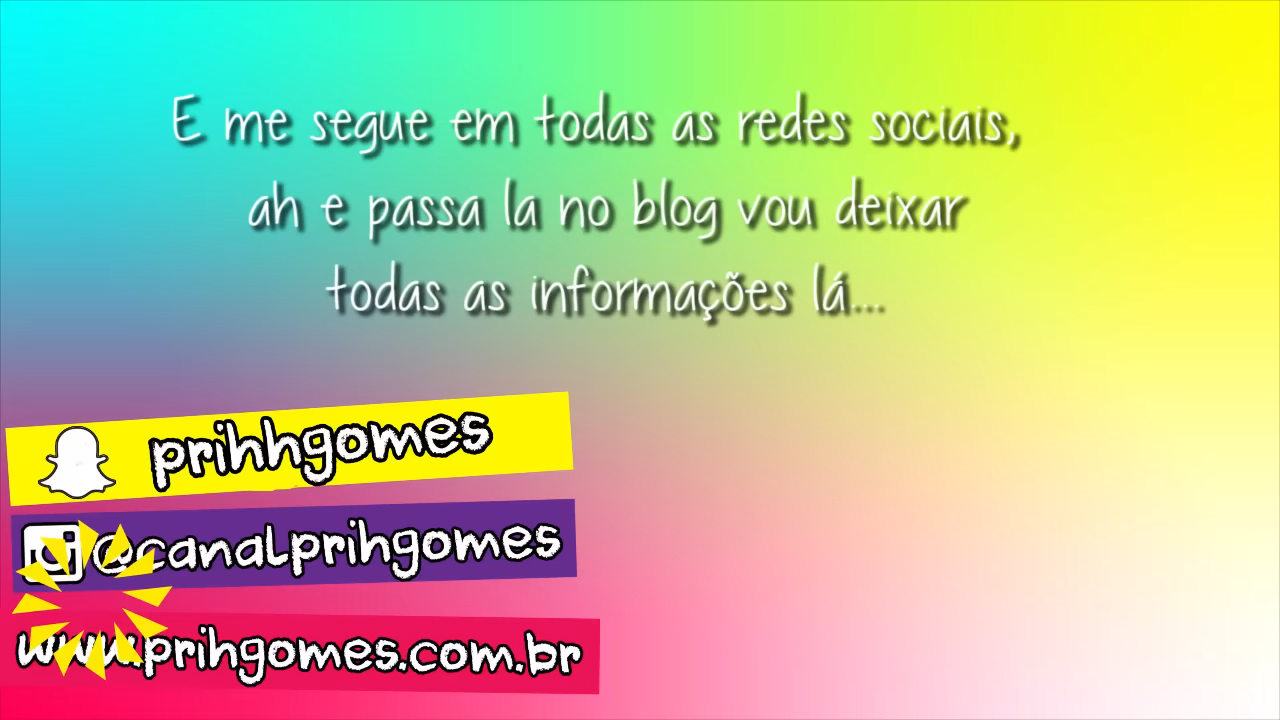 E me segue em todas as redes sociais,
ah e passa la no blog vou deixar
todas as informações lá...
prihhgomes
@canalprihgomes
www.prihgomes.com.br